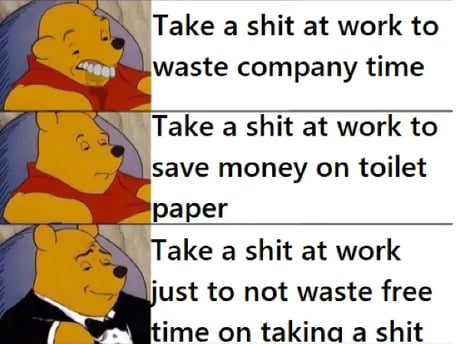 Take a shit at work to
waste company time
Take a shit at work to
save money on toilet
paper
Take a shit at work
just to not waste free
time on taking a shit